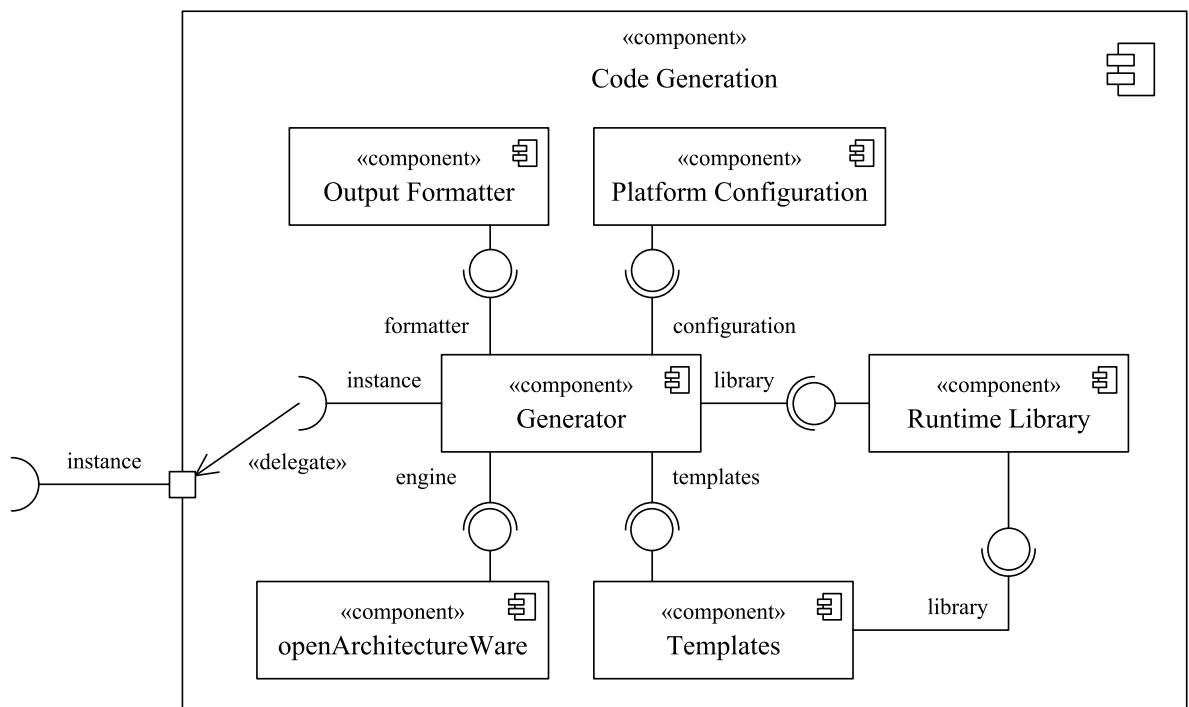 «component»
Code Generation
«component»
Output Formatter
«component»
Platform Configuration
formatter
configuration
instance
«component»
Generator
library
«component»
Runtime Library
instance
«delegate»
engine
templates
«component»
openArchitectureWare
«component»
Templates
library